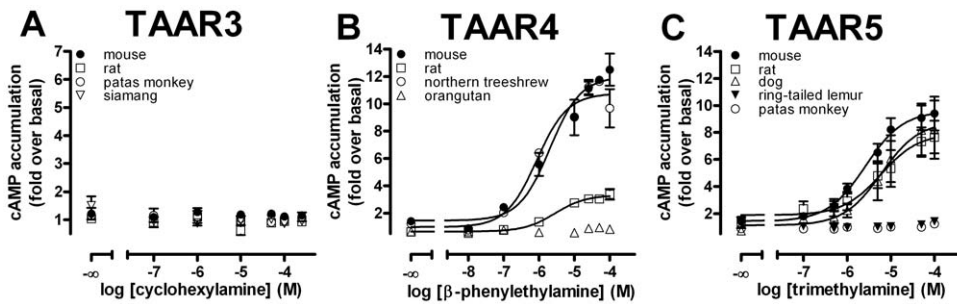 A TAAR3
cAMP accumulation
(fold over basal)
7
6
5
4
3
2
1
mouse
rat
patas monkey
siamang
-∞ -7 -6 -5 -4
log [cyclohexylamine] (M)
B TAAR4
cAMP accumulation
(fold over basal)
14
12
10
8
6
4
2
mouse
rat
northern treeshrew
orangutan
-∞ -8 -7 -6 -5 -4
log [β-phenylethylamine] (M)
C TAAR5
cAMP accumulation
(fold over basal)
14
12
10
8
6
4
2
mouse
rat
dog
ring-tailed lemur
patas monkey
-∞ -7 -6 -5 -4
log [trimethylamine] (M)